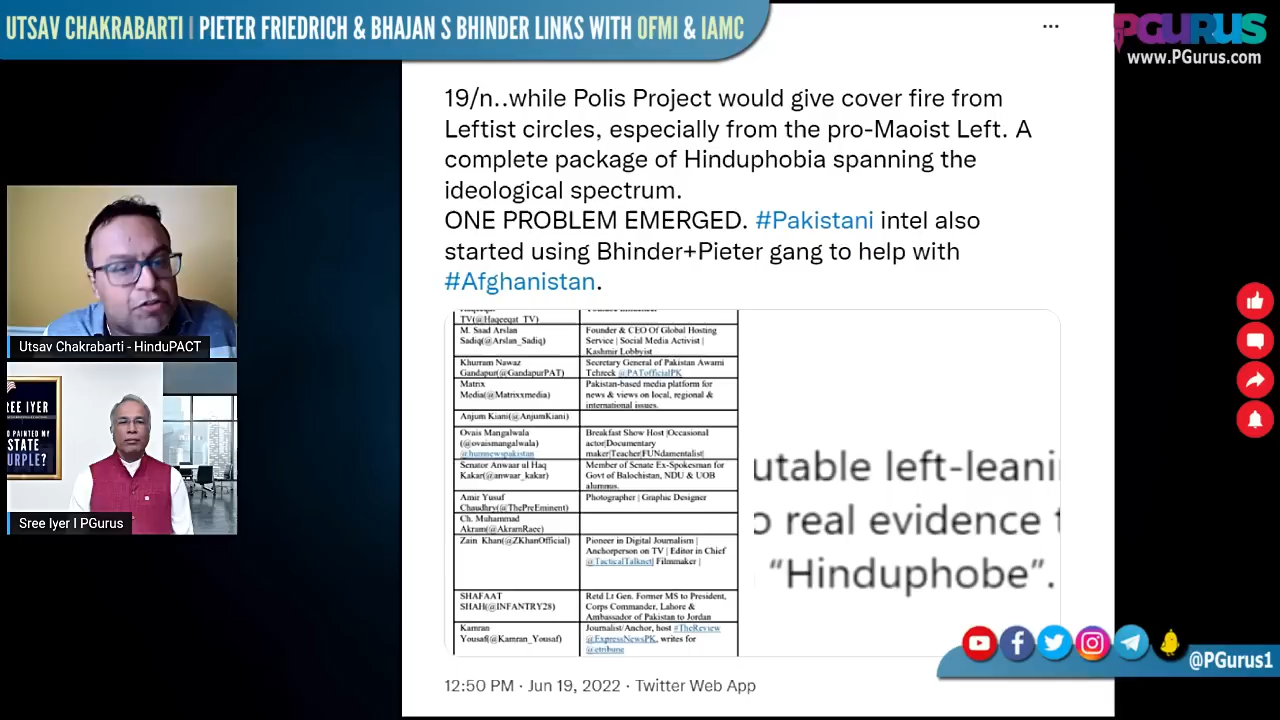 UTSAV CHAKRABARTI | PIETER FRIEDRICH & BHAJAN S BHINDER LINKS WITH OFMI & IAMC
PGURUS
www.PGurus.com
19/n..while Polis Project would give cover fire from
Leftist circles, especially from the pro-Maoist Left. A
complete package of Hinduphobia spanning the
ideological spectrum.
ONE PROBLEM EMERGED. #Pakistani intel also
started using Bhinder+Pieter gang to help with
#Afghanistan.
TV(@Haqeeqat_TV)
M. Saad Arslan
Sadiq(@Arslan_Sadiq)
Founder & CEO Of Global Hosting
Service | Social Media Activist |
Kashmir Lobbyist
Khurram Nawaz
Gandapur(@GandapurPAT)
Secretary General of Pakistan Awami
Tehreek @PATofficialPK
Matrix
Media(@Matrixxmedia)
Pakistan-based media platform for
news & views on local, regional &
international issues.
Anjum Kiani(@AnjumKiani)
Ovais Mangalwala
(@ovaismangalwala)
@humnewspakistan
Breakfast Show Host |Occasional
actor|Documentary
maker|Teacher|FUNdamentalist|
Senator Anwaar ul Haq
Kakar(@anwaar_kakar)
Member of Senate Ex-Spokesman for
Govt of Balochistan, NDU & UOB
alumnus.
Amir Yusuf
Chaudhry(@ThePreEminent)
Photographer | Graphic Designer
Ch. Muhammad
Akram(@AkramRaee)
Zain Khan(@ZKhanOfficial)
Pioneer in Digital Journalism |
Anchorperson on TV | Editor in Chief
@TacticalTalknet| Filmmaker |
SHAFAAT
SHAH(@INFANTRY28)
Retd Lt Gen. Former MS to President,
Corps Commander, Lahore &
Ambassador of Pakistan to Jordan
Kamran
Yousaf(@Kamran_Yousaf)
Journalist/Anchor, host #TheReview
@ExpressNewsPK, writes for
@etribune
utable left-leani
o real evidence
"Hinduphobe".
12:50 PM · Jun 19, 2022 · Twitter Web App
Utsav Chakrabarti - HinduPACT
REE IYER
PAINTED MY
STATE
URPLE?
Sree Iyer I PGurus
@PGurus1